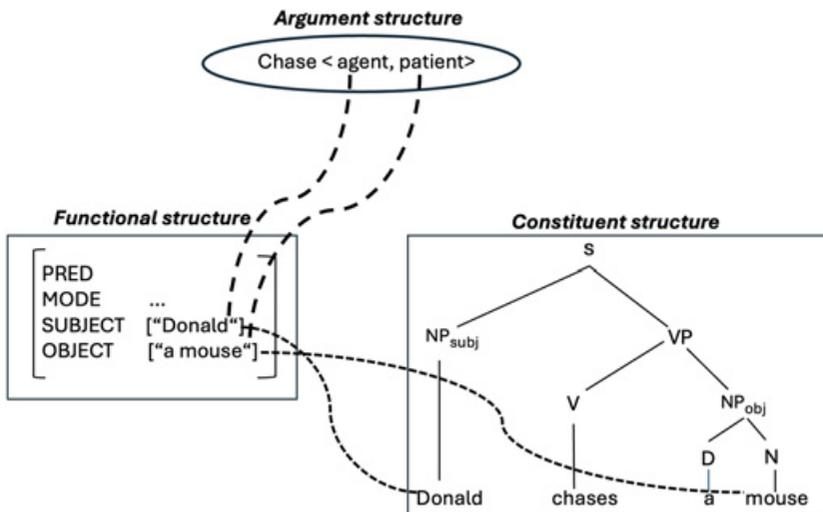 Argument structure
Chase < agent, patient>
Functional structure
PRED
MODE ...
SUBJECT [“Donald“]
OBJECT [“a mouse“]
Constituent structure
S
NPsubj VP
V NPobj
D N
Donald chases a mouse